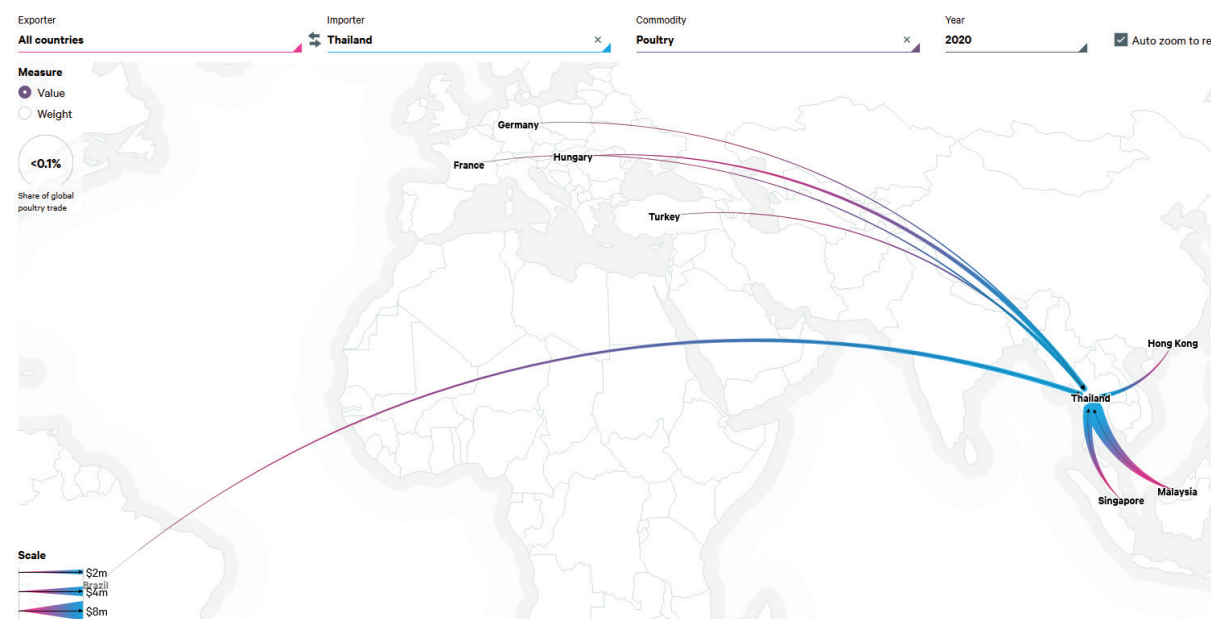 Exporter
Importer
Commodity
Year
All countries
Thailand
Poultry
2020
Auto zoom to re
Measure
Value
Weight
<0.1%
Share of global
poultry trade
Germany
France
Hungary
Turkey
Hong Kong
Thailand
Singapore
Malaysia
Scale
$2m
Brazil
$4m
$8m